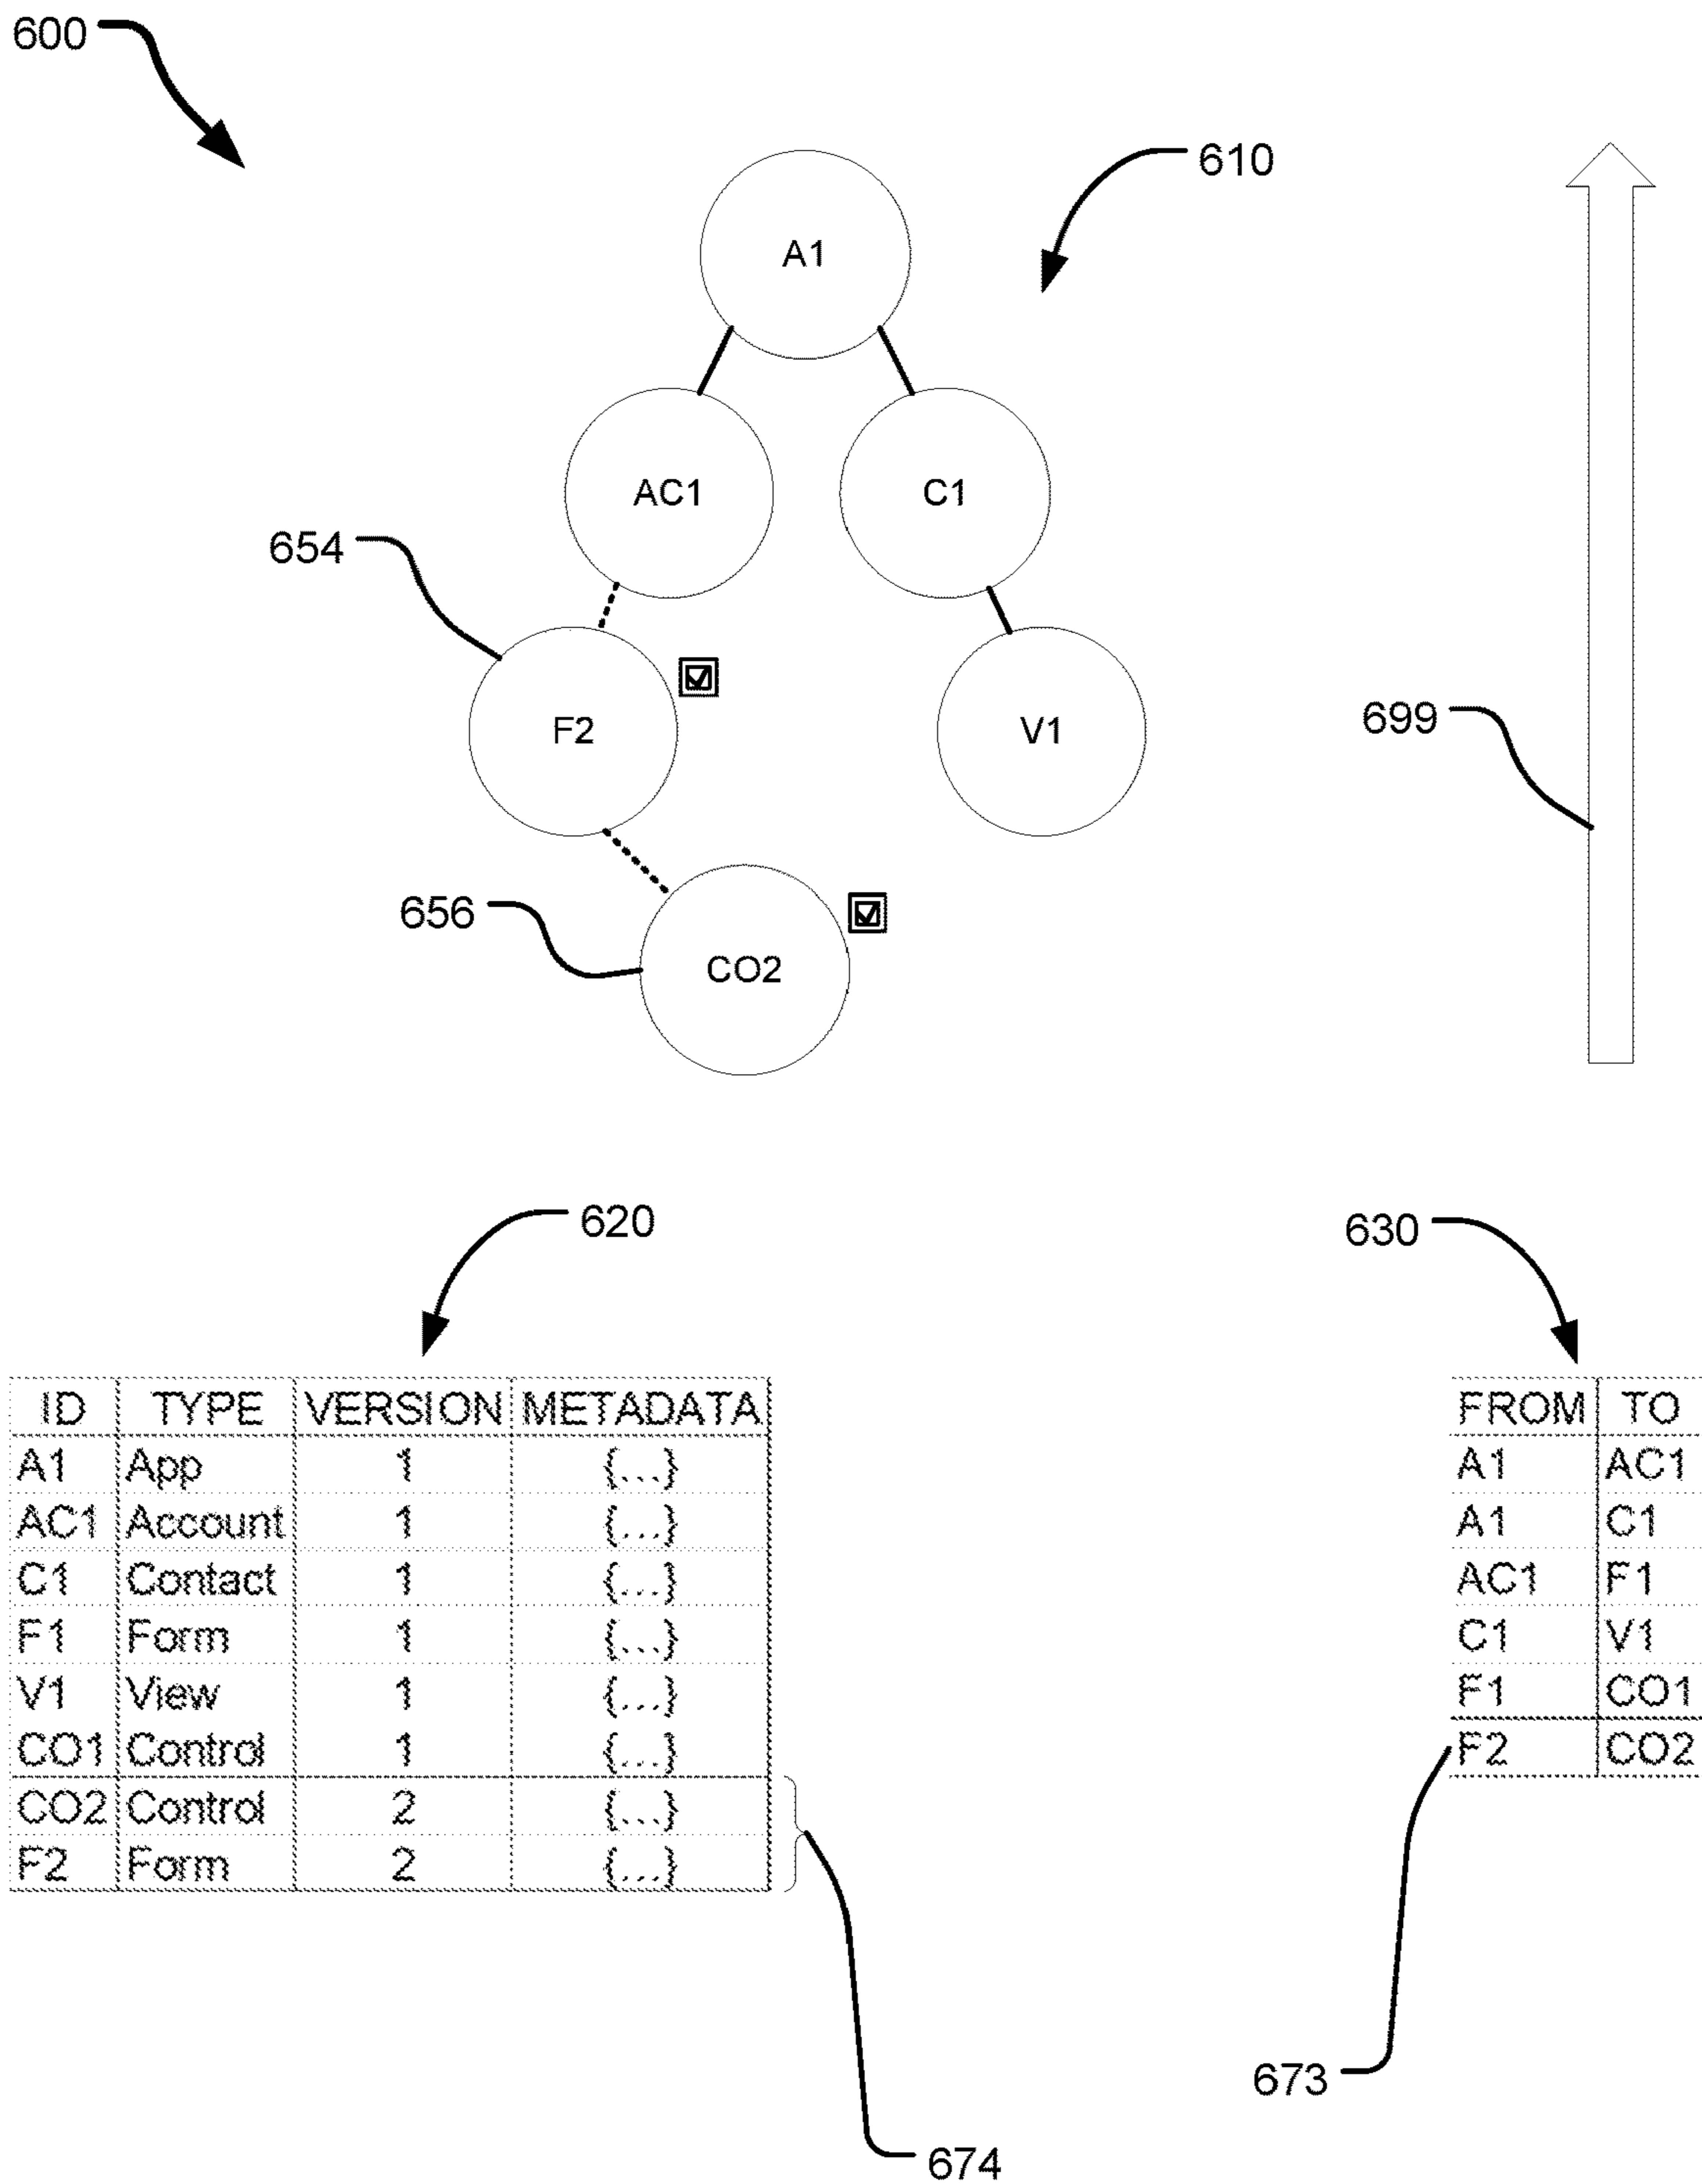 600
610
A1
AC1
C1
654
F2
V1
699
656
CO2
620
630
ID TYPE VERSION METADATA
A1 App 1 {...}
AC1 Account 1 {...}
C1 Contact 1 {...}
F1 Form 1 {...}
V1 View 1 {...}
CO1 Control 1 {...}
CO2 Control 2 {...}
F2 Form 2 {...}
FROM TO
A1 AC1
A1 C1
AC1 F1
C1 V1
F1 CO1
F2 CO2
673
674